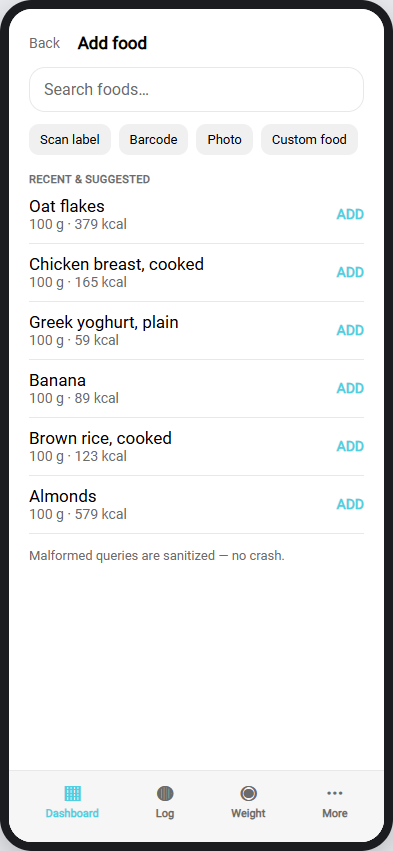 Back Add food
Search foods…
Scan label Barcode Photo Custom food
RECENT & SUGGESTED
Oat flakes
100 g · 379 kcal
ADD
Chicken breast, cooked
100 g · 165 kcal
ADD
Greek yoghurt, plain
100 g · 59 kcal
ADD
Banana
100 g · 89 kcal
ADD
Brown rice, cooked
100 g · 123 kcal
ADD
Almonds
100 g · 579 kcal
ADD
Malformed queries are sanitized — no crash.
Dashboard Log Weight More